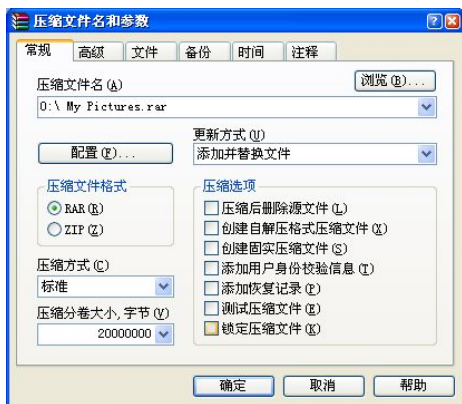 压缩文件名和参数
常规 高级 文件 备份 时间 注释
压缩文件名(A)
浏览(B)...
O:\ My Pictures.rar
更新方式(U)
配置(F)...
添加并替换文件
压缩文件格式
RAR(R)
ZIP(Z)
压缩方式(C)
标准
压缩分卷大小,字节(V)
20000000
压缩选项
压缩后删除源文件(L)
创建自解压格式压缩文件(X)
创建固实压缩文件(S)
添加用户身份校验信息(T)
添加恢复记录(P)
测试压缩文件(K)
锁定压缩文件(K)
确定 取消 帮助